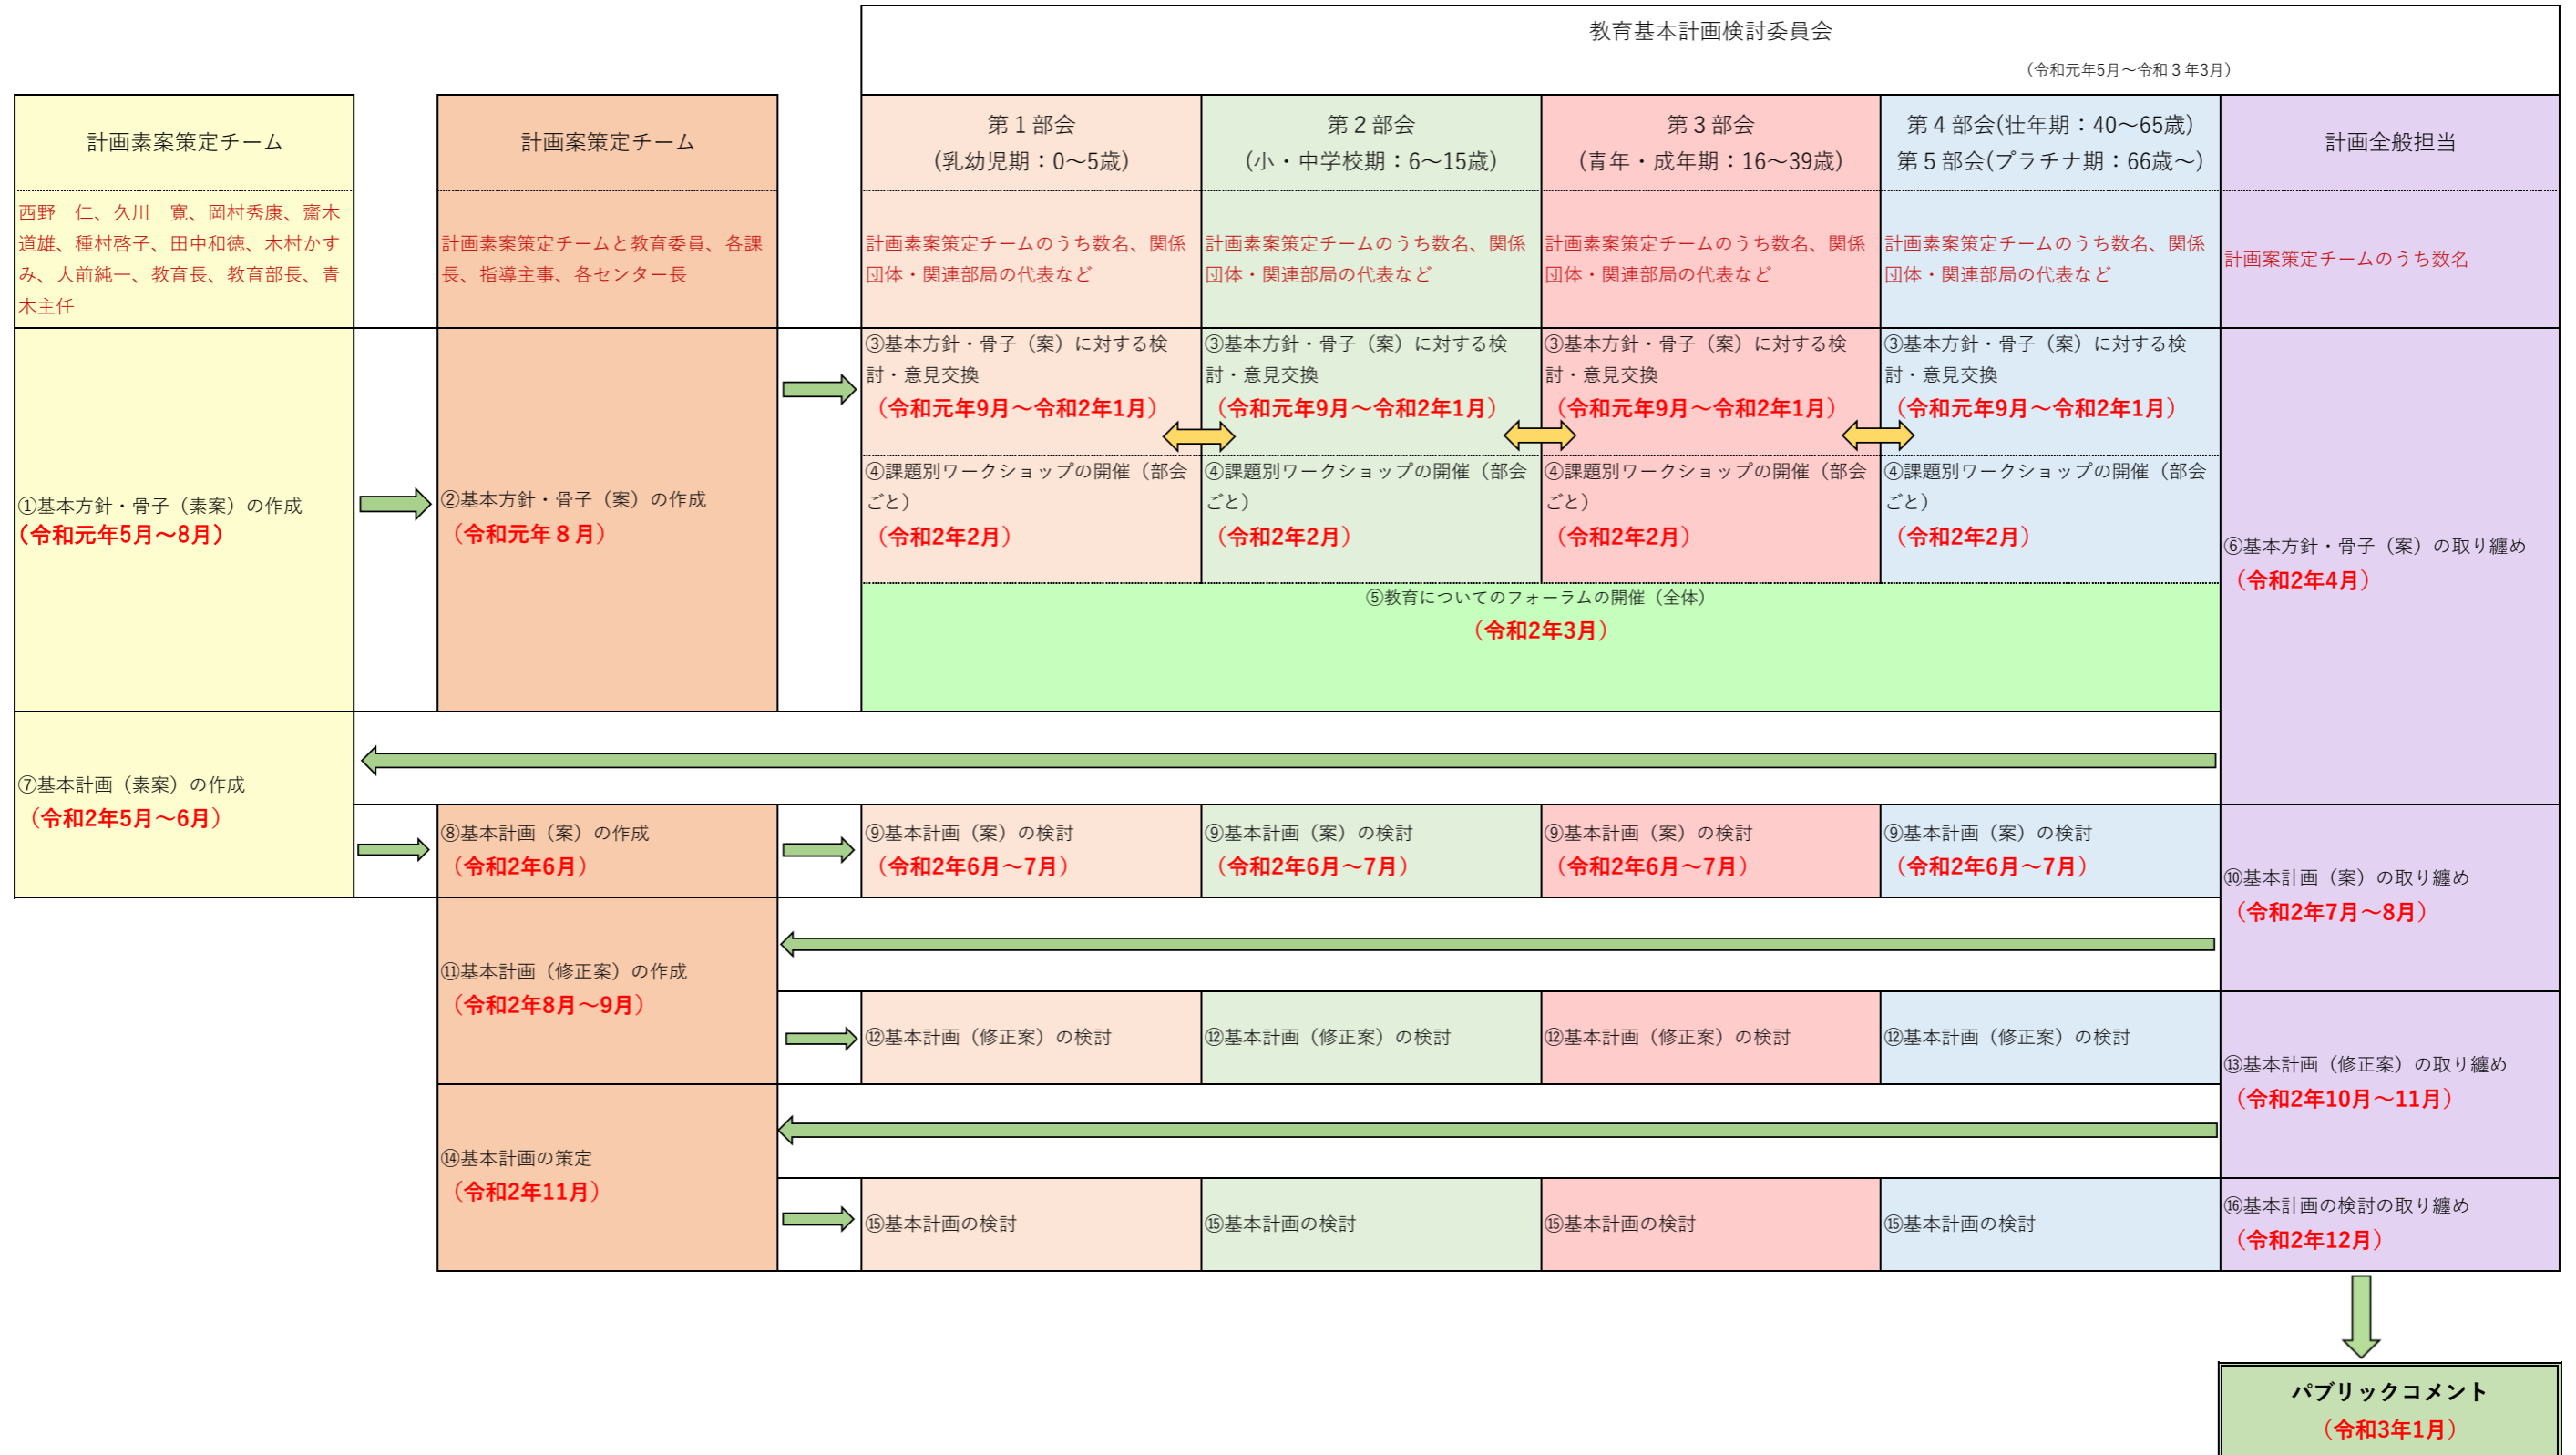 教育基本計画検討委員会
（令和元年5月～令和３年3月）
計画素案策定チーム
計画案策定チーム
第１部会
(乳幼児期：0～5歳)
第２部会
(小・中学校期：6～15歳)
第３部会
(青年・成年期：16～39歳)
第４部会(壮年期：40～65歳)
第５部会(プラチナ期：66歳～)
計画全般担当
西野　仁、久川　寛、岡村秀康、齋木
道雄、種村啓子、田中和徳、木村かす
み、大前純一、教育長、教育部長、青
木主任
計画素案策定チームと教育委員、各課
長、指導主事、各センター長
計画素案策定チームのうち数名、関係
団体・関連部局の代表など
計画素案策定チームのうち数名、関係
団体・関連部局の代表など
計画素案策定チームのうち数名、関係
団体・関連部局の代表など
計画素案策定チームのうち数名、関係
団体・関連部局の代表など
計画案策定チームのうち数名
①基本方針・骨子（素案）の作成
（令和元年5月～8月）
②基本方針・骨子（案）の作成
（令和元年８月）
③基本方針・骨子（案）に対する検
討・意見交換
（令和元年9月～令和2年1月）
③基本方針・骨子（案）に対する検
討・意見交換
（令和元年9月～令和2年1月）
③基本方針・骨子（案）に対する検
討・意見交換
（令和元年9月～令和2年1月）
③基本方針・骨子（案）に対する検
討・意見交換
（令和元年9月～令和2年1月）
④課題別ワークショップの開催（部会
ごと）
（令和2年2月）
④課題別ワークショップの開催（部会
ごと）
（令和2年2月）
④課題別ワークショップの開催（部会
ごと）
（令和2年2月）
④課題別ワークショップの開催（部会
ごと）
（令和2年2月）
⑤教育についてのフォーラムの開催（全体）
（令和2年3月）
⑥基本方針・骨子（案）の取り纏め
（令和2年4月）
⑦基本計画（素案）の作成
（令和2年5月～6月）
⑧基本計画（案）の作成
（令和2年6月）
⑨基本計画（案）の検討
（令和2年6月～7月）
⑨基本計画（案）の検討
（令和2年6月～7月）
⑨基本計画（案）の検討
（令和2年6月～7月）
⑨基本計画（案）の検討
（令和2年6月～7月）
⑩基本計画（案）の取り纏め
（令和2年7月～8月）
⑪基本計画（修正案）の作成
（令和2年8月～9月）
⑫基本計画（修正案）の検討
⑫基本計画（修正案）の検討
⑫基本計画（修正案）の検討
⑫基本計画（修正案）の検討
⑬基本計画（修正案）の取り纏め
（令和2年10月～11月）
⑭基本計画の策定
（令和2年11月）
⑮基本計画の検討
⑮基本計画の検討
⑮基本計画の検討
⑮基本計画の検討
⑯基本計画の検討の取り纏め
（令和2年12月）
パブリックコメント
（令和3年1月）